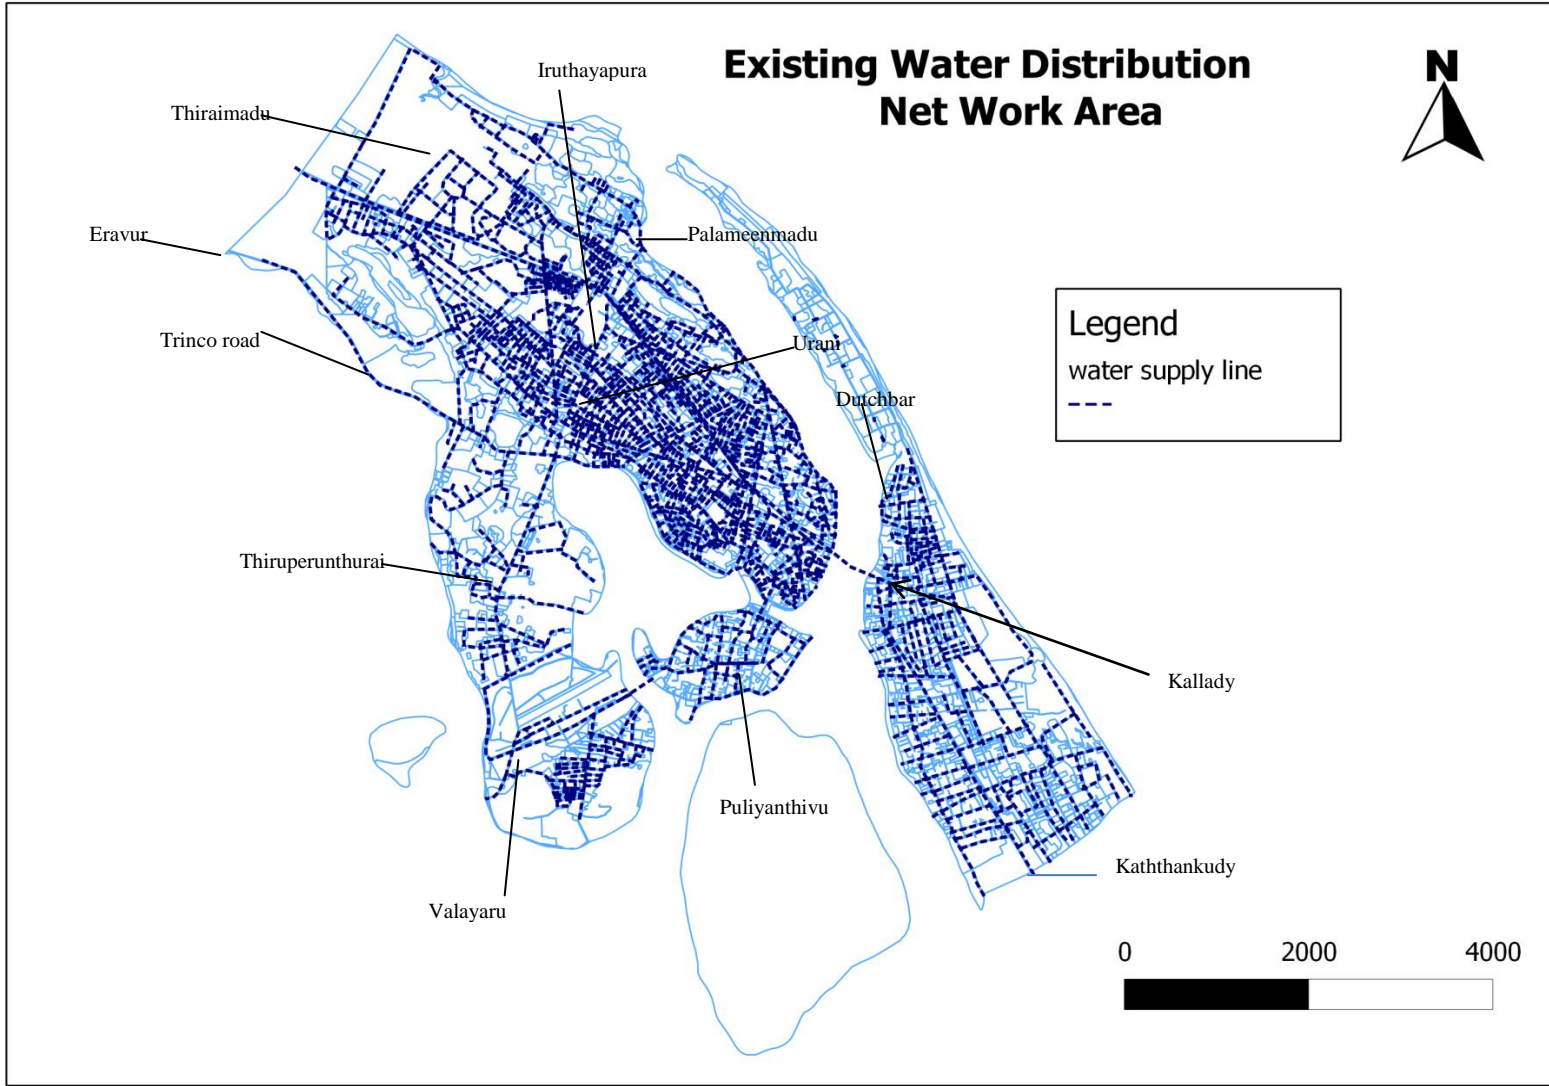 Existing Water Distribution
Net Work Area
N
Iruthayapura
Thiraimadu
Eravur
Palameenmadu
Trinco road
Urani
Dutchbar
Legend
water supply line
Thiruperunthurai
Kallady
Puliyanthivu
Kaththankudy
Valayaru
0 2000 4000